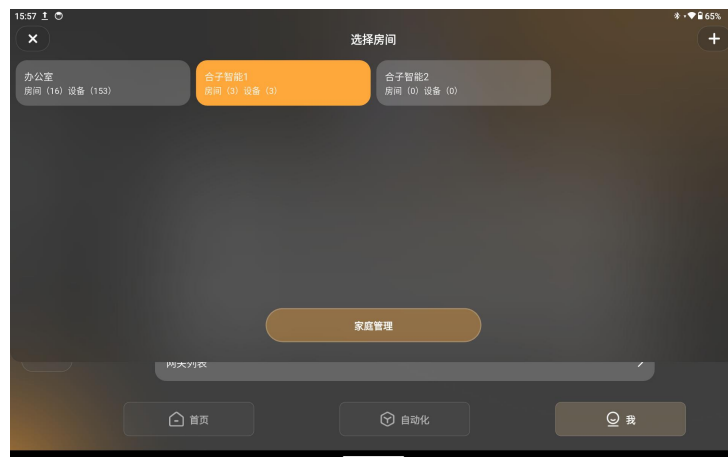 15:57
65%
选择房间
办公室
房间（16）设备（153）
合子智能1
房间（3）设备（3）
合子智能2
房间（0）设备（0）
家庭管理
网关列表
首页
自动化
我